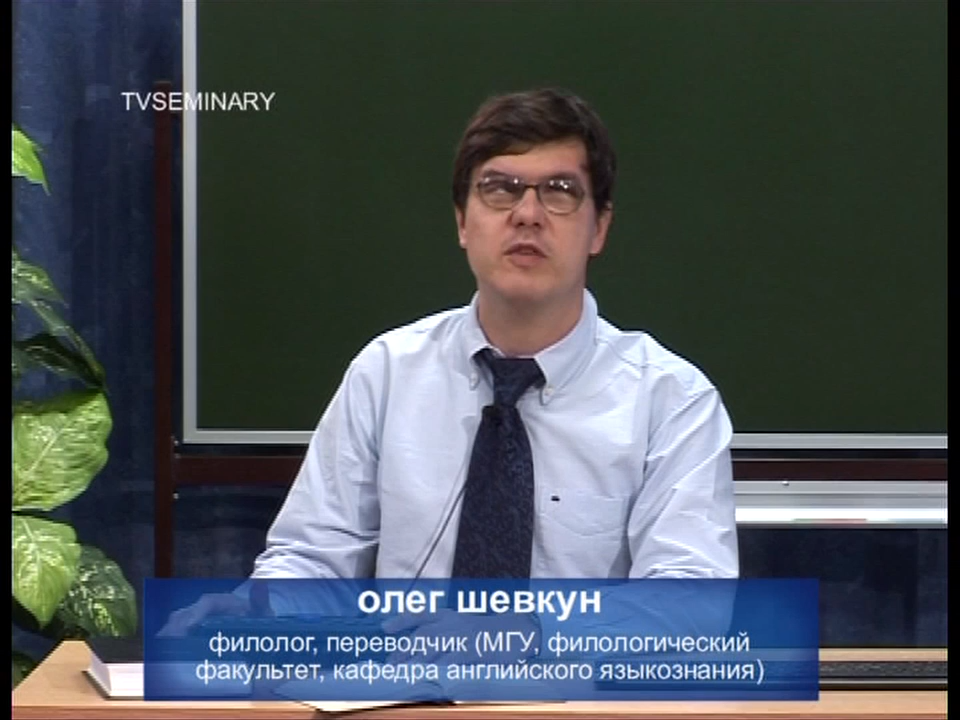 TVSEMINARY
олег шевкун
филолог, переводчик (МГУ, филологический
факультет, кафедра английского языкознания)